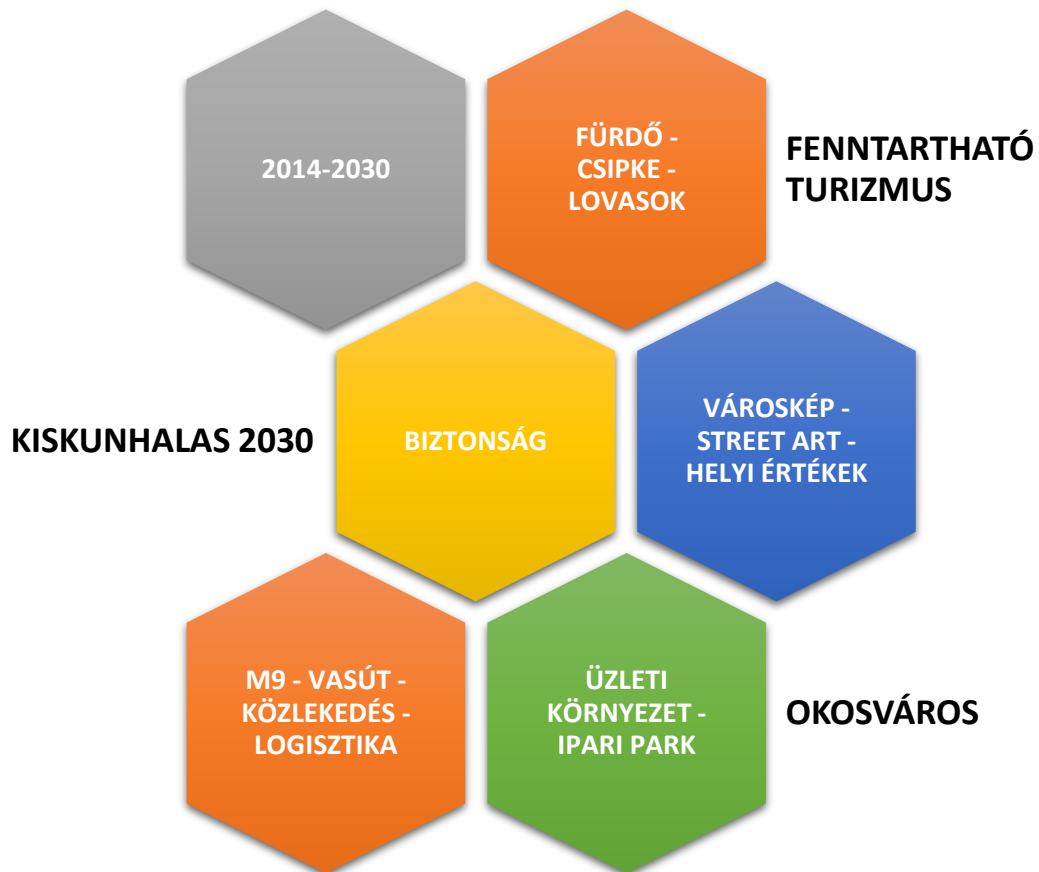 2014-2030
FÜRDŐ -
CSIPKE -
LOVASOK
FENNTARTHATÓ
TURIZMUS
KISKUNHALAS 2030
BIZTONSÁG
VÁROSKÉP -
STREET ART -
HELYI ÉRTÉKEK
M9 - VASÚT -
KÖZLEKEDÉS -
LOGISZTIKA
ÜZLETI
KÖRNYEZET -
IPARI PARK
OKOSVÁROS